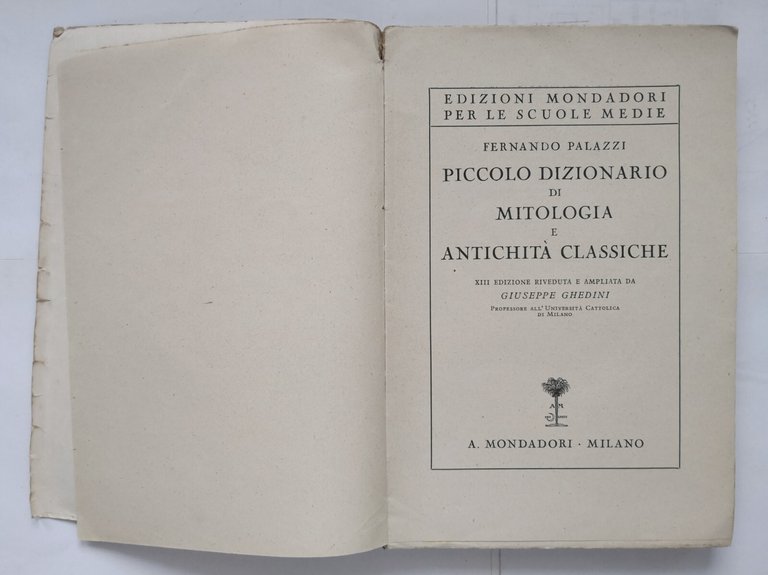 EDIZIONI MONDADORI
PER LE SCUOLE MEDIE
FERNANDO PALAZZI
PICCOLO DIZIONARIO
DI
MITOLOGIA
E
ANTICHITÀ CLASSICHE
XIII EDIZIONE RIVEDUTA E AMPLIATA DA
GIUSEPPE GHEDINI
PROFESSORE ALL'UNIVERSITÀ CATTOLICA
DI MILANO
A M
A. MONDADORI · MILANO